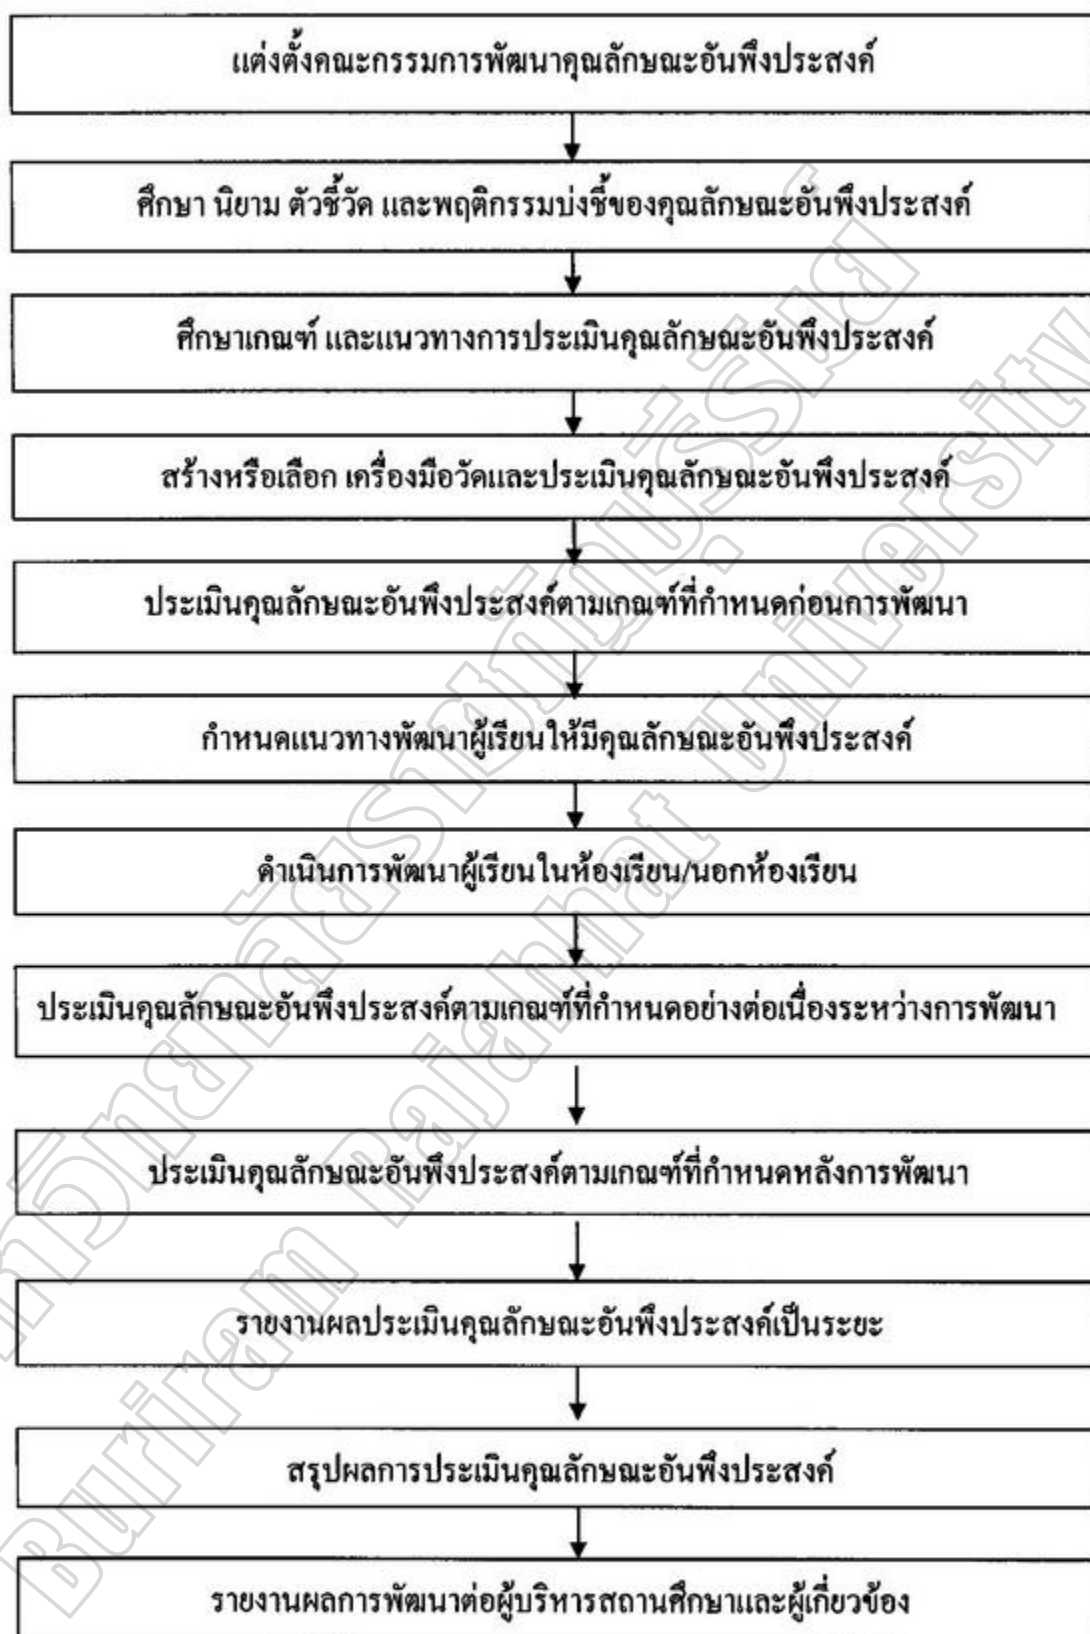 แต่งตั้งคณะกรรมการพัฒนาคุณลักษณะอันพึงประสงค์
ศึกษา นิยาม ตัวชี้วัด และพฤติกรรมบ่งชี้ของคุณลักษณะอันพึงประสงค์
ศึกษาเกณฑ์ และแนวทางการประเมินคุณลักษณะอันพึงประสงค์
สร้างหรือเลือก เครื่องมือวัดและประเมินคุณลักษณะอันพึงประสงค์
ประเมินคุณลักษณะอันพึงประสงค์ตามเกณฑ์ที่กำหนดก่อนการพัฒนา
กำหนดแนวทางพัฒนาผู้เรียนให้มีคุณลักษณะอันพึงประสงค์
ดำเนินการพัฒนาผู้เรียนในห้องเรียน/นอกห้องเรียน
ประเมินคุณลักษณะอันพึงประสงค์ตามเกณฑ์ที่กำหนดอย่างต่อเนื่องระหว่างการพัฒนา
ประเมินคุณลักษณะอันพึงประสงค์ตามเกณฑ์ที่กำหนดหลังการพัฒนา
รายงานผลประเมินคุณลักษณะอันพึงประสงค์เป็นระยะ
สรุปผลการประเมินคุณลักษณะอันพึงประสงค์
รายงานผลการพัฒนาต่อผู้บริหารสถานศึกษาและผู้เกี่ยวข้อง
Buriram Rajabhat University